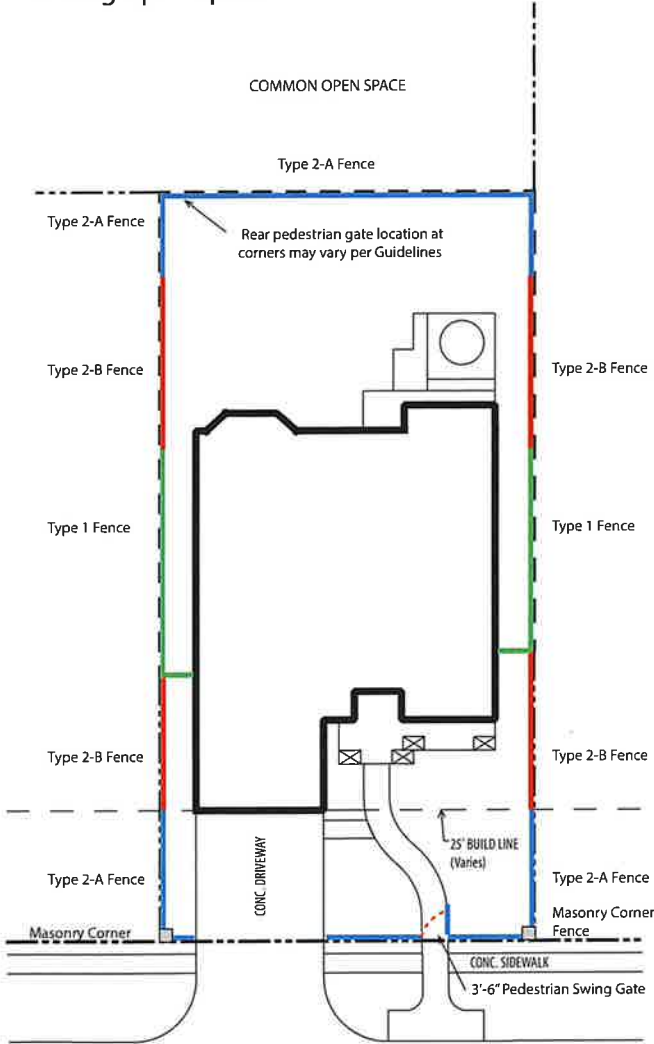 COMMON OPEN SPACE
Type 2-A Fence
Type 2-A Fence
Rear pedestrian gate location at
corners may vary per Guidelines
Type 2-B Fence
Type 2-B Fence
Type 1 Fence
Type 1 Fence
Type 2-B Fence
Type 2-B Fence
25' BUILD LINE
(Varies)
CONC. DRIVEWAY
Type 2-A Fence
Type 2-A Fence
Masonry Corner
Masonry Corner
Fence
CONC. SIDEWALK
3'-6" Pedestrian Swing Gate